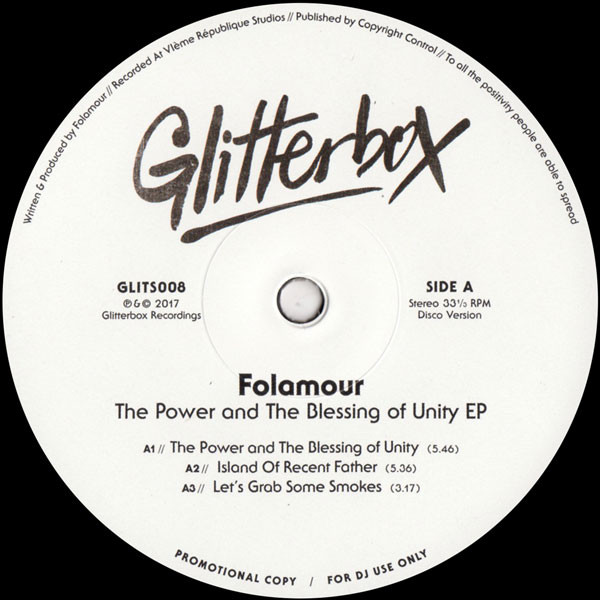 Written & Produced by Folamour // Recorded At VIème République Studios // Published by Copyright Control // To all the positivity people are able to spread
Glitterbox
GLITS008
℗ & © 2017
Glitterbox Recordings
SIDE A
Stereo 33⅓ RPM
Disco Version
Folamour
The Power and The Blessing of Unity EP
A1 // The Power and The Blessing of Unity (5.46)
A2 // Island Of Recent Father (5.36)
A3 // Let's Grab Some Smokes (3.17)
PROMOTIONAL COPY / FOR DJ USE ONLY